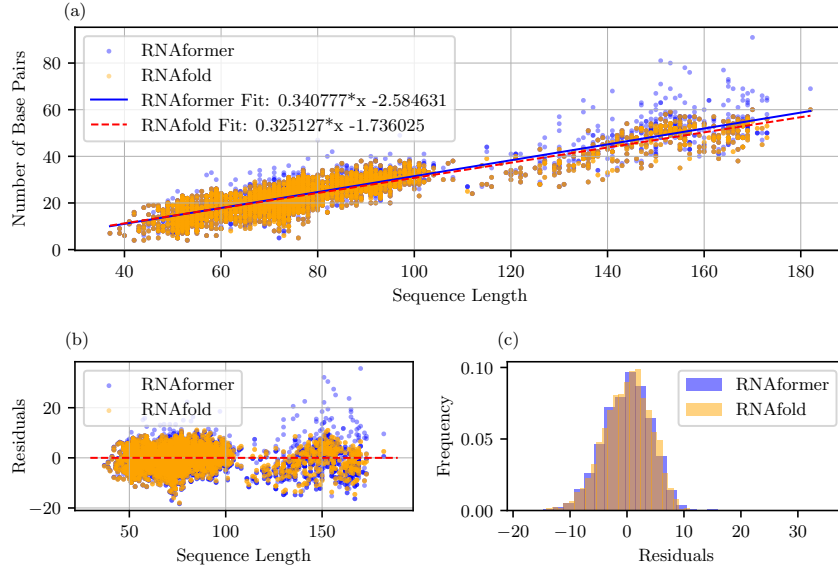 (a)
Number of Base Pairs
60
40
20
0
80
RNAformer
RNAfold
RNAformer Fit: 0.340777*x -2.584631
RNAfold Fit: 0.325127*x -1.736025
40
60
80
100
120
140
160
180
Sequence Length
(b)
Residuals
20
0
−20
RNAformer
RNAfold
50
100
150
Sequence Length
(c)
Frequency
0.10
0.05
0.00
RNAformer
RNAfold
−20
−10
0
10
20
30
Residuals